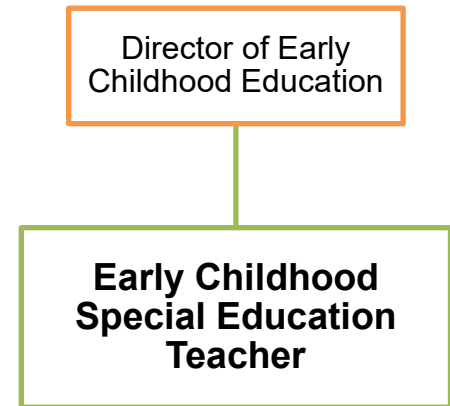 Director of Early
Childhood Education
Early Childhood
Special Education
Teacher